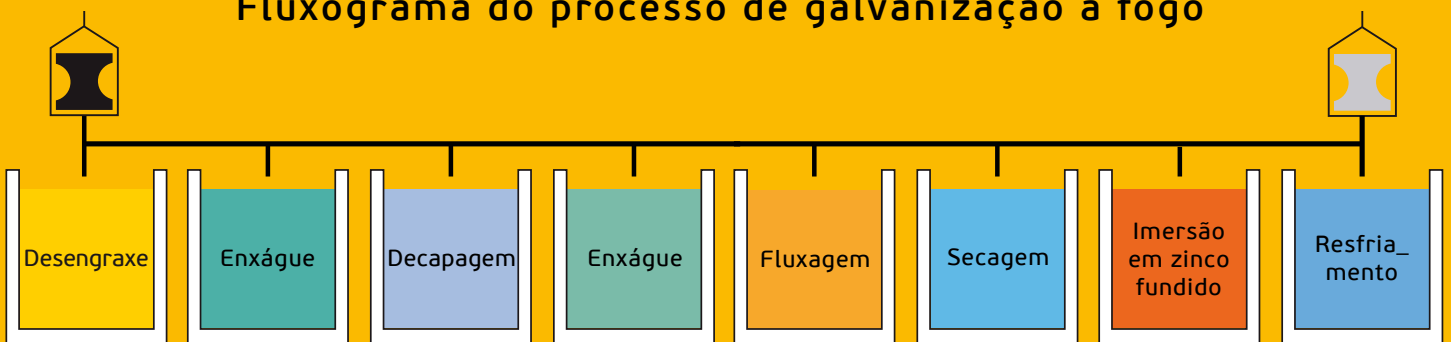 Fluxograma do processo de galvanização a fogo
Desengraxe
Enxágue
Decapagem
Enxágue
Fluxagem
Secagem
Imersão
em zinco
fundido
Resfria_
mento